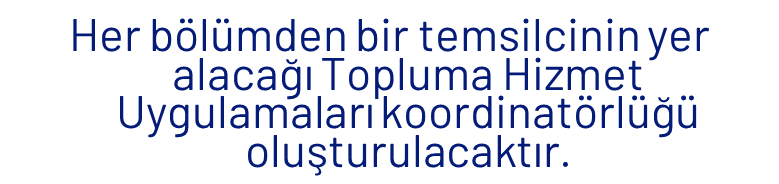 Her bölümden bir temsilcinin yer
alacağı Topluma Hizmet
Uygulamaları koordinatörlüğü
oluşturulacaktır.